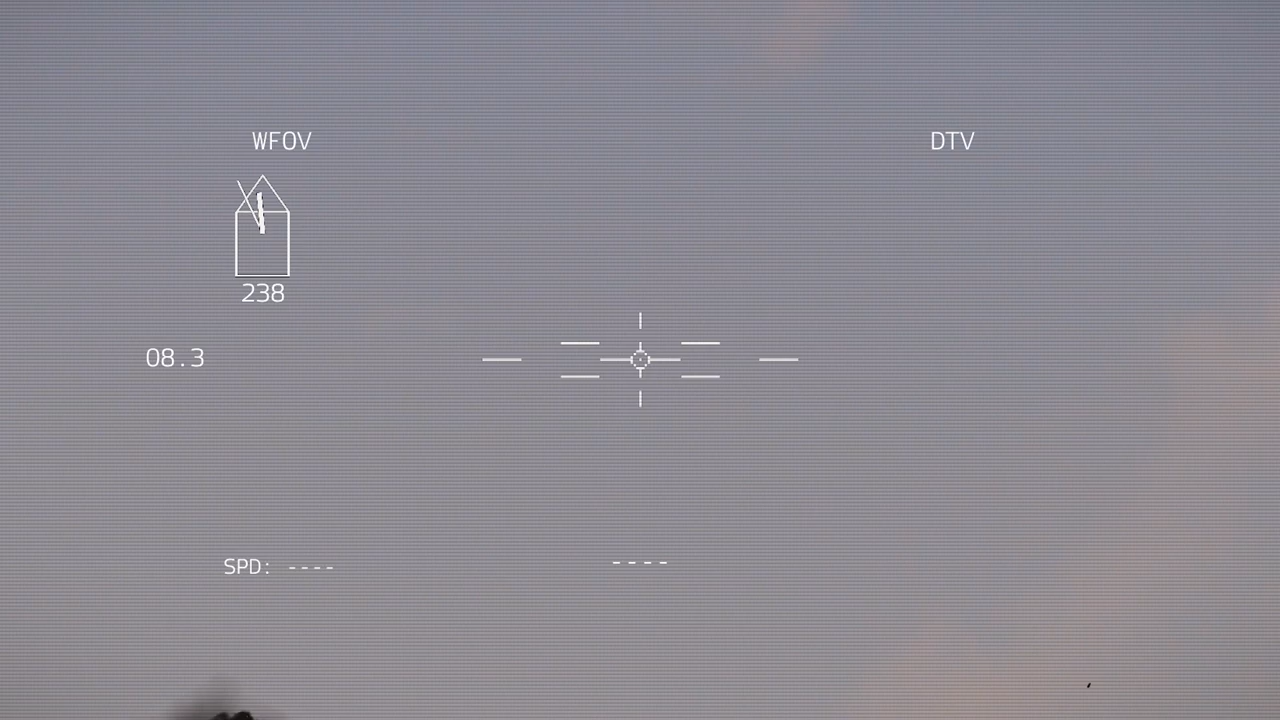 WFOV
DTV
238
08.3
SPD: ----
----